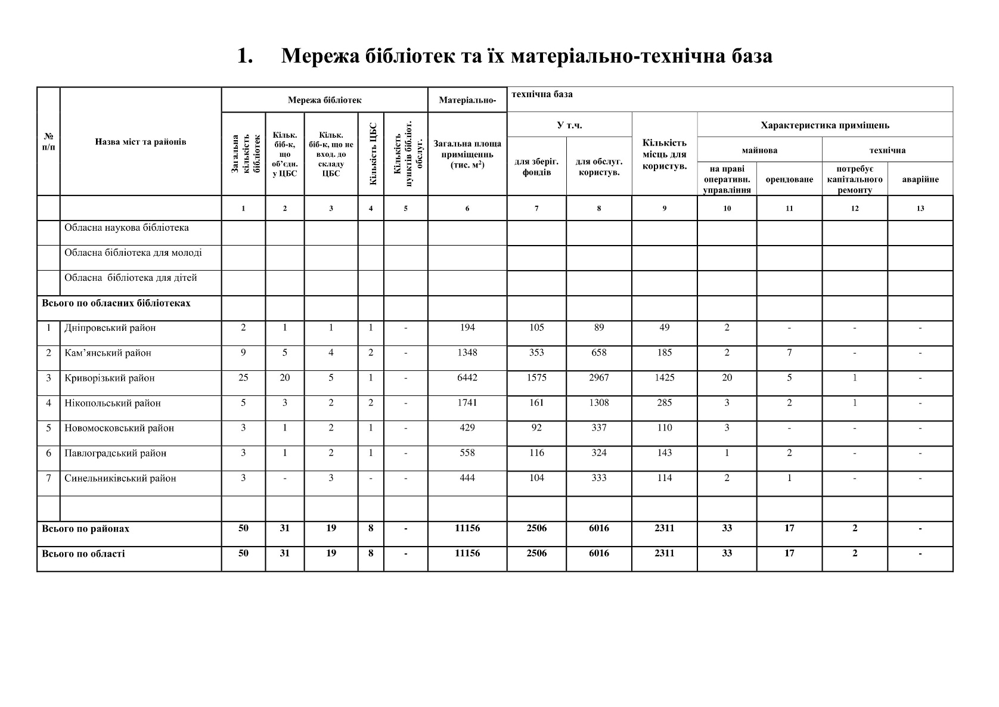 1. Мережа бібліотек та їх матеріально-технічна база
№ п/п
Назва міст та районів
Мережа бібліотек
Матеріально-
технічна база
Загальна кількість бібліотек
Кільк. біб-к, що об’єдн. у ЦБС
Кільк. біб-к, що не вход. до складу ЦБС
Кількість ЦБС
Кількість пунктів бібліот. обслуг.
Загальна площа приміщеннь (тис. м²)
У т.ч.
для зберіг. фондів
для обслуг. користув.
Кількість місць для користув.
Характеристика приміщень
майнова
технічна
на праві оперативн. управління
орендоване
потребує капітального ремонту
аварійне
1 2 3 4 5 6 7 8 9 10 11 12 13
Обласна наукова бібліотека
Обласна бібліотека для молоді
Обласна бібліотека для дітей
Всього по обласних бібліотеках
1 Дніпровський район 2 1 1 1 - 194 105 89 49 2 - - -
2 Кам’янський район 9 5 4 2 - 1348 353 658 185 2 7 - -
3 Криворізький район 25 20 5 1 - 6442 1575 2967 1425 20 5 1 -
4 Нікопольський район 5 3 2 2 - 1741 161 1308 285 3 2 1 -
5 Новомосковський район 3 1 2 1 - 429 92 337 110 3 - - -
6 Павлоградський район 3 1 2 1 - 558 116 324 143 1 2 - -
7 Синельниківський район 3 - 3 - - 444 104 333 114 2 1 - -
Всього по районах 50 31 19 8 - 11156 2506 6016 2311 33 17 2 -
Всього по області 50 31 19 8 - 11156 2506 6016 2311 33 17 2 -